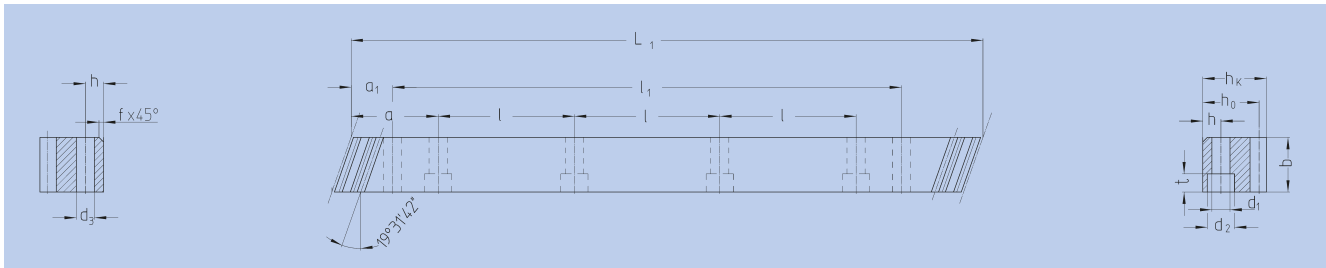 h
f x 45°
d₃
L₁
a₁ l₁
a l l l
19°31'42"
hₖ
h₀
h
b
t
d₁
d₂